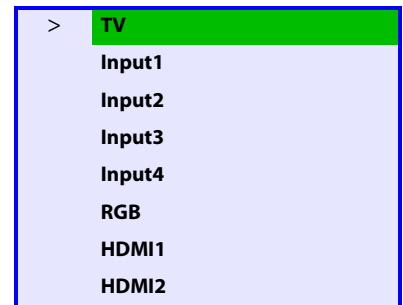 > TV
Input1
Input2
Input3
Input4
RGB
HDMI1
HDMI2